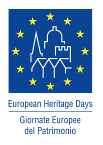 European Heritage Days
Giornate Europee
del Patrimonio